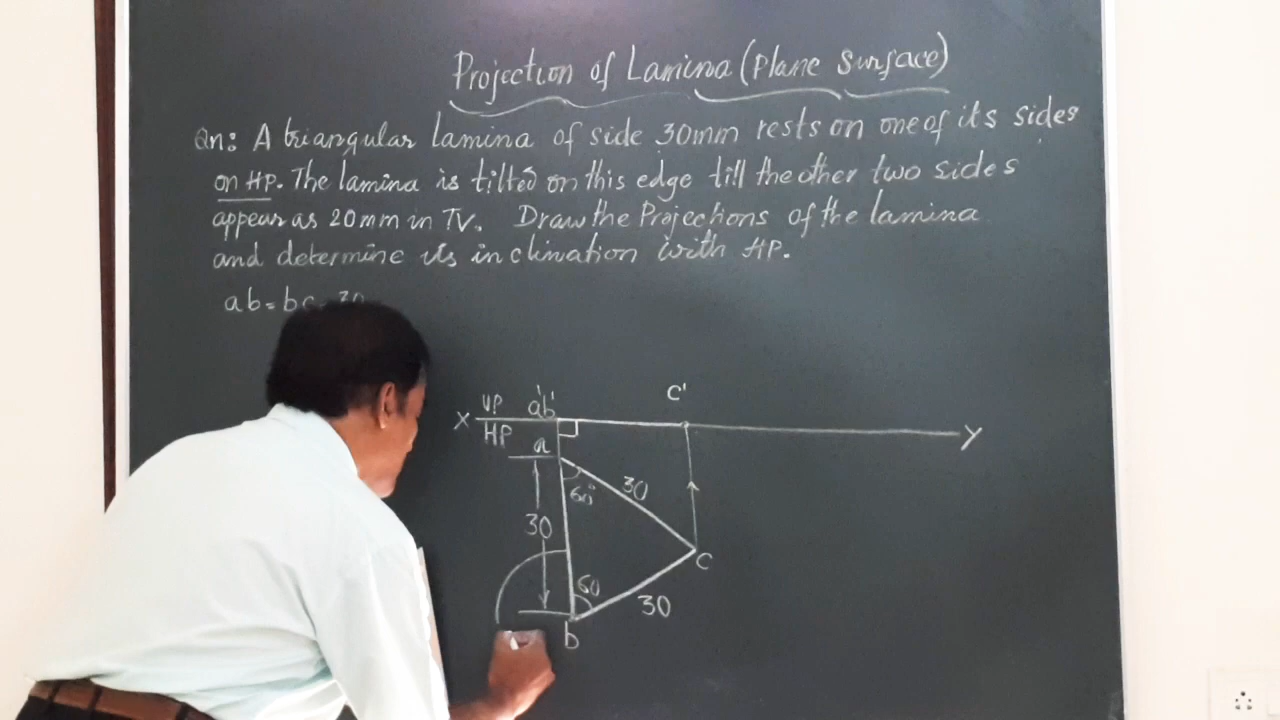 Projection of Lamina (Plane Surface)
Qn: A triangular lamina of side 30mm rests on one of its sides
on HP. The lamina is tilted on this edge till the other two sides
appear as 20mm in TV. Draw the Projections of the lamina
and determine its inclination with HP.
ab = bc = 30
c'
X VP a'b'
HP
Y
a
60°
30
30
c
60
30
b